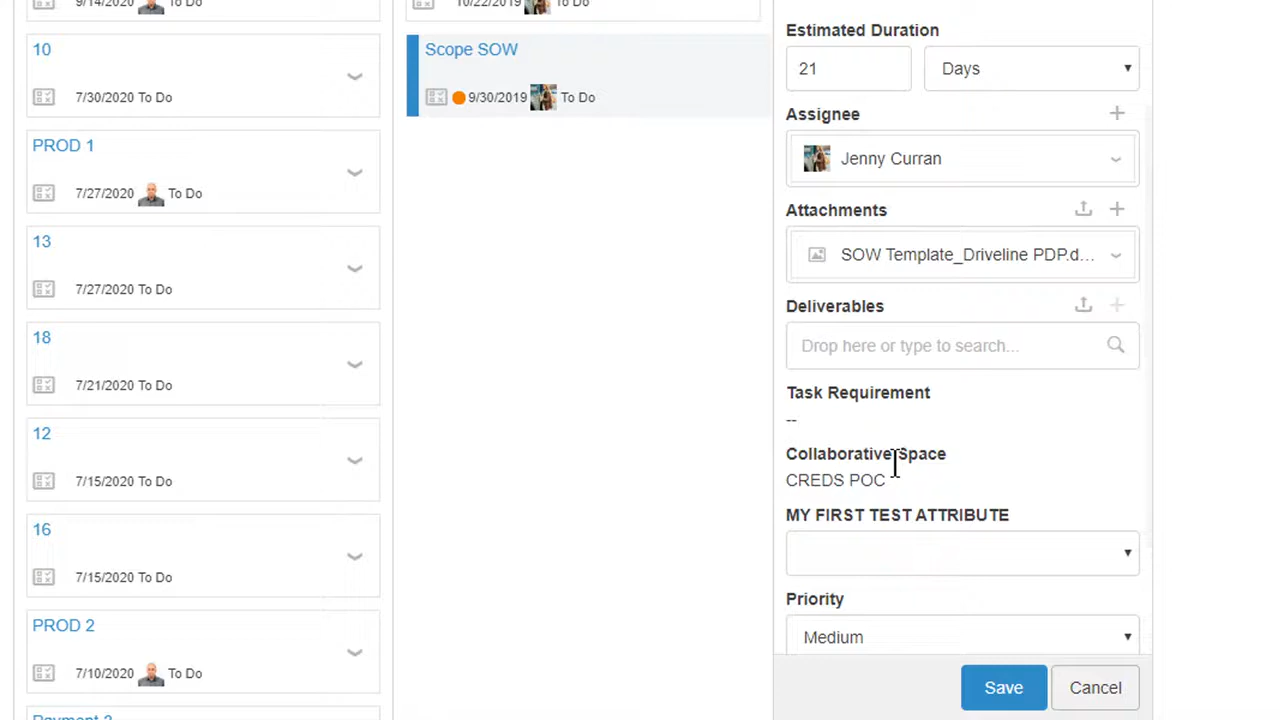 9/14/2020 To Do
10
7/30/2020 To Do
PROD 1
7/27/2020 To Do
13
7/27/2020 To Do
18
7/21/2020 To Do
12
7/15/2020 To Do
16
7/15/2020 To Do
PROD 2
7/10/2020 To Do
Payment 2
10/22/2019 To Do
Scope SOW
9/30/2019 To Do
Estimated Duration
21 Days
Assignee
Jenny Curran
Attachments
SOW Template_Driveline PDP.d...
Deliverables
Drop here or type to search...
Task Requirement
--
Collaborative Space
CREDS POC
MY FIRST TEST ATTRIBUTE
Priority
Medium
Save Cancel